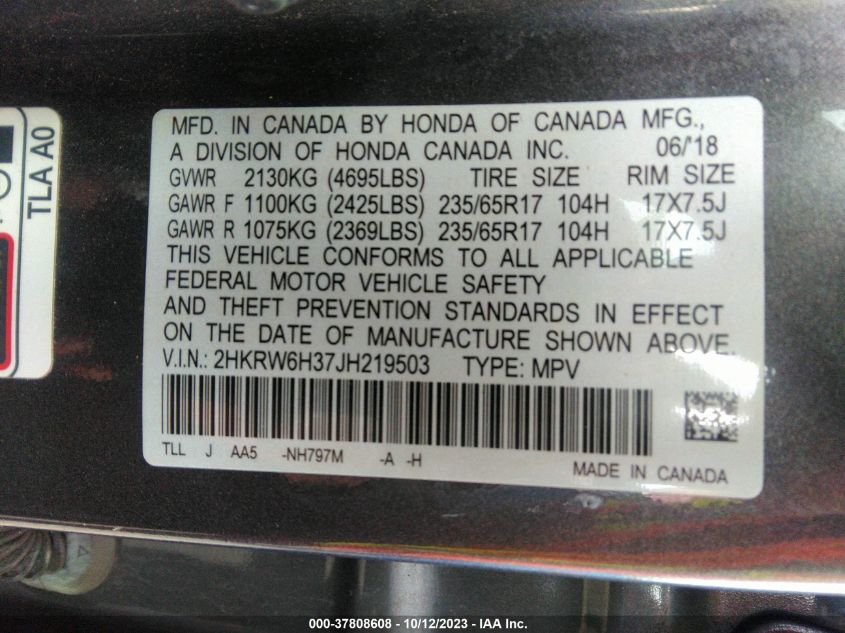 TLA A0
MFD. IN CANADA BY HONDA OF CANADA MFG.,
A DIVISION OF HONDA CANADA INC. 06/'18
GVWR 2130KG (4695LBS) TIRE SIZE RIM SIZE
GAWR F 1100KG (2425LBS) 235/65R17 104H 17X7.5J
GAWR R 1075KG (2369LBS) 235/65R17 104H 17X7.5J
THIS VEHICLE CONFORMS TO ALL APPLICABLE
FEDERAL MOTOR VEHICLE SAFETY
AND THEFT PREVENTION STANDARDS IN EFFECT
ON THE DATE OF MANUFACTURE SHOWN ABOVE.
V.I.N.: 2HKRW6H37JH219503 TYPE: MPV
TLL J AA5 -NH797M -A -H
MADE IN CANADA
000-37808608 - 10/12/2023 - IAA Inc.